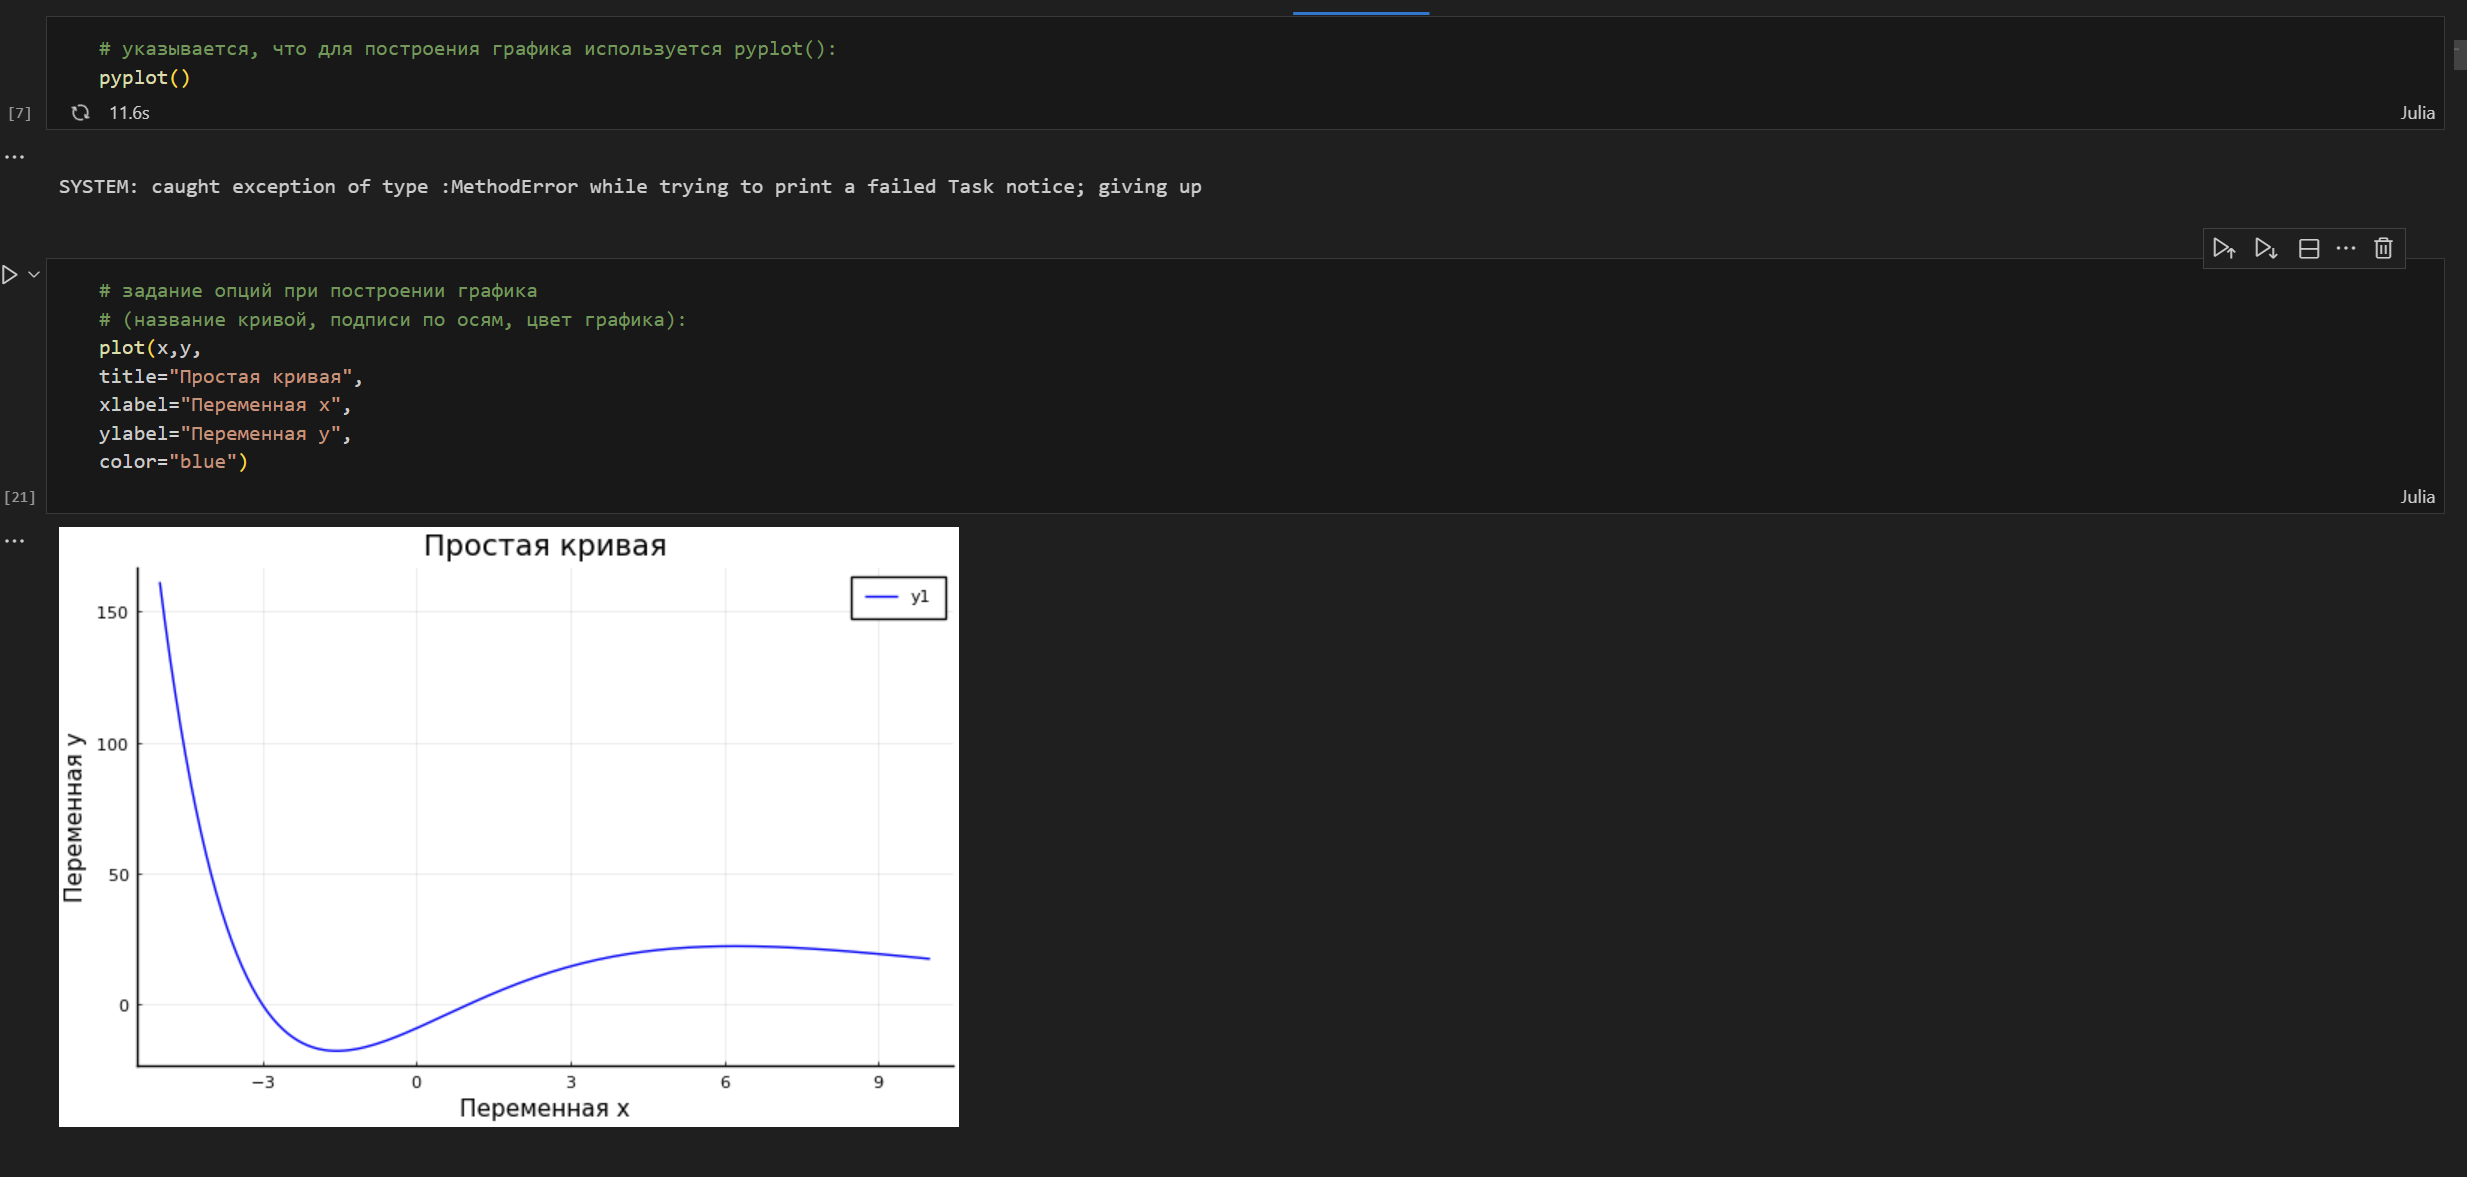 # указывается, что для построения графика используется pyplot():
pyplot()
[7]
11.6s
Julia
SYSTEM: caught exception of type :MethodError while trying to print a failed Task notice; giving up
# задание опций при построении графика
# (название кривой, подписи по осям, цвет графика):
plot(x,y,
title="Простая кривая",
xlabel="Переменная x",
ylabel="Переменная y",
color="blue")
[21]
Julia
Простая кривая
y1
150
100
50
0
Переменная y
−3 0 3 6 9
Переменная x